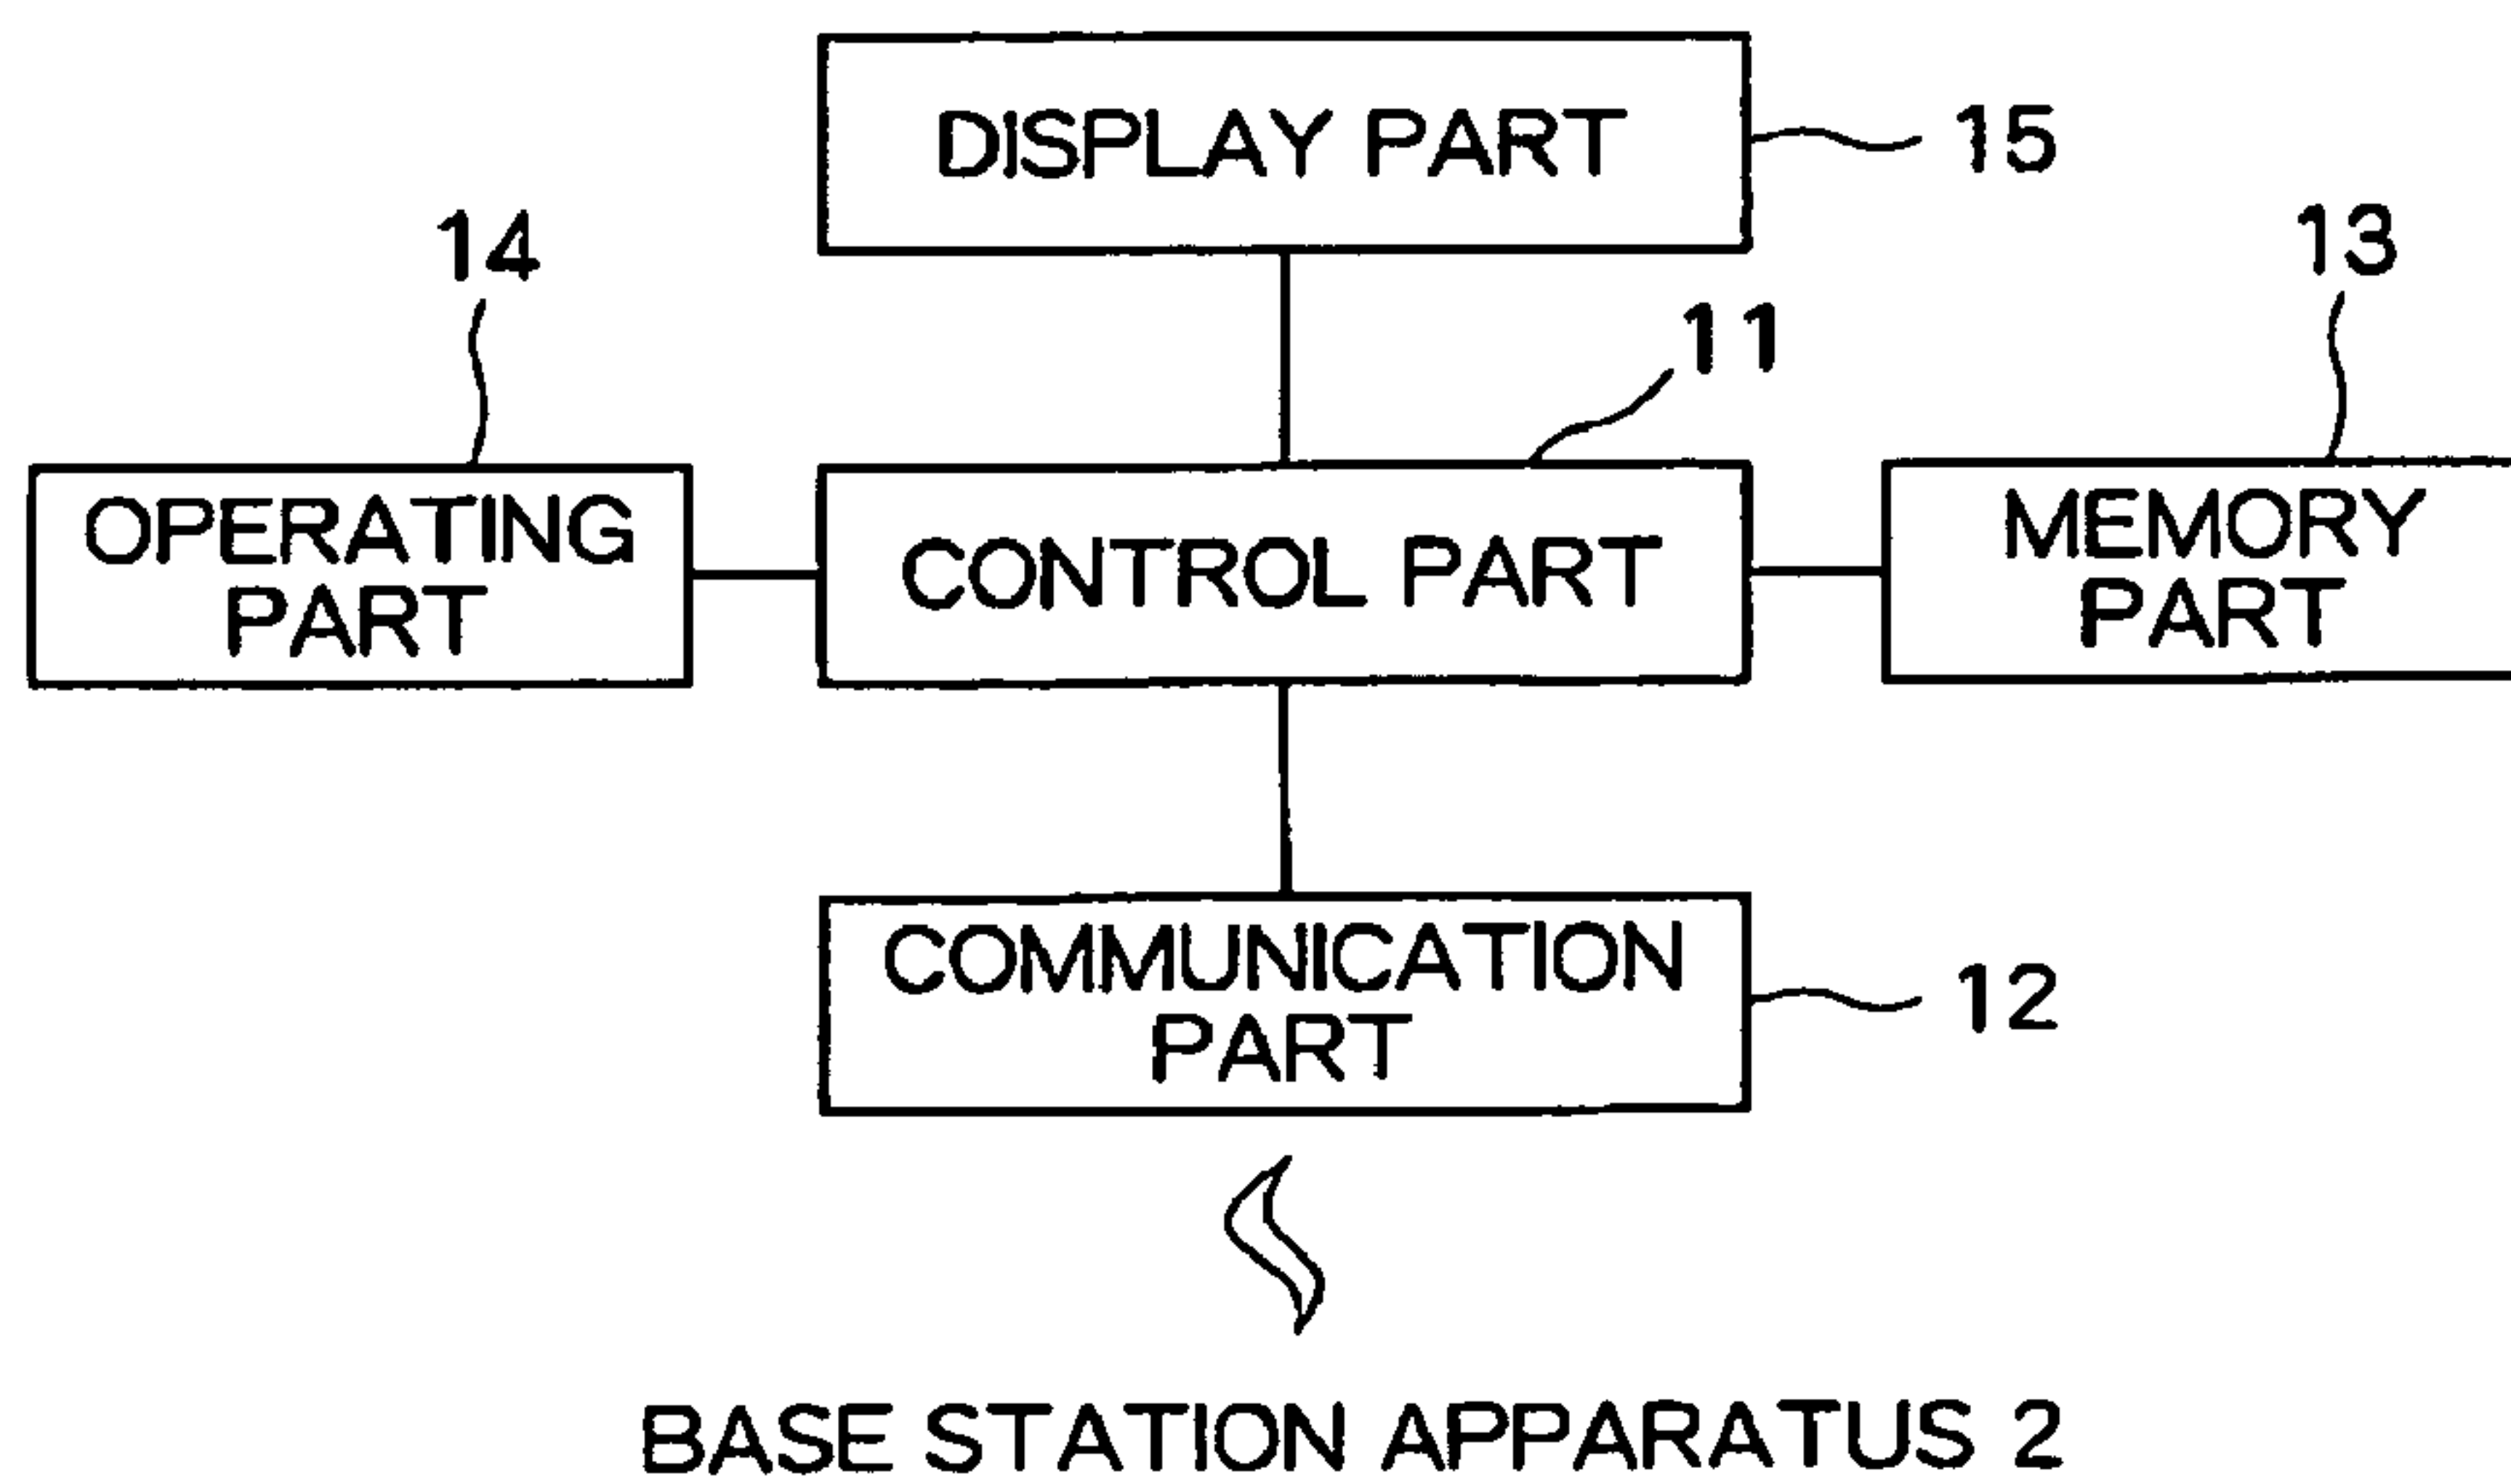 DISPLAY PART
15
14
13
11
OPERATING
PART
CONTROL PART
MEMORY
PART
COMMUNICATION
PART
12
BASE STATION APPARATUS 2